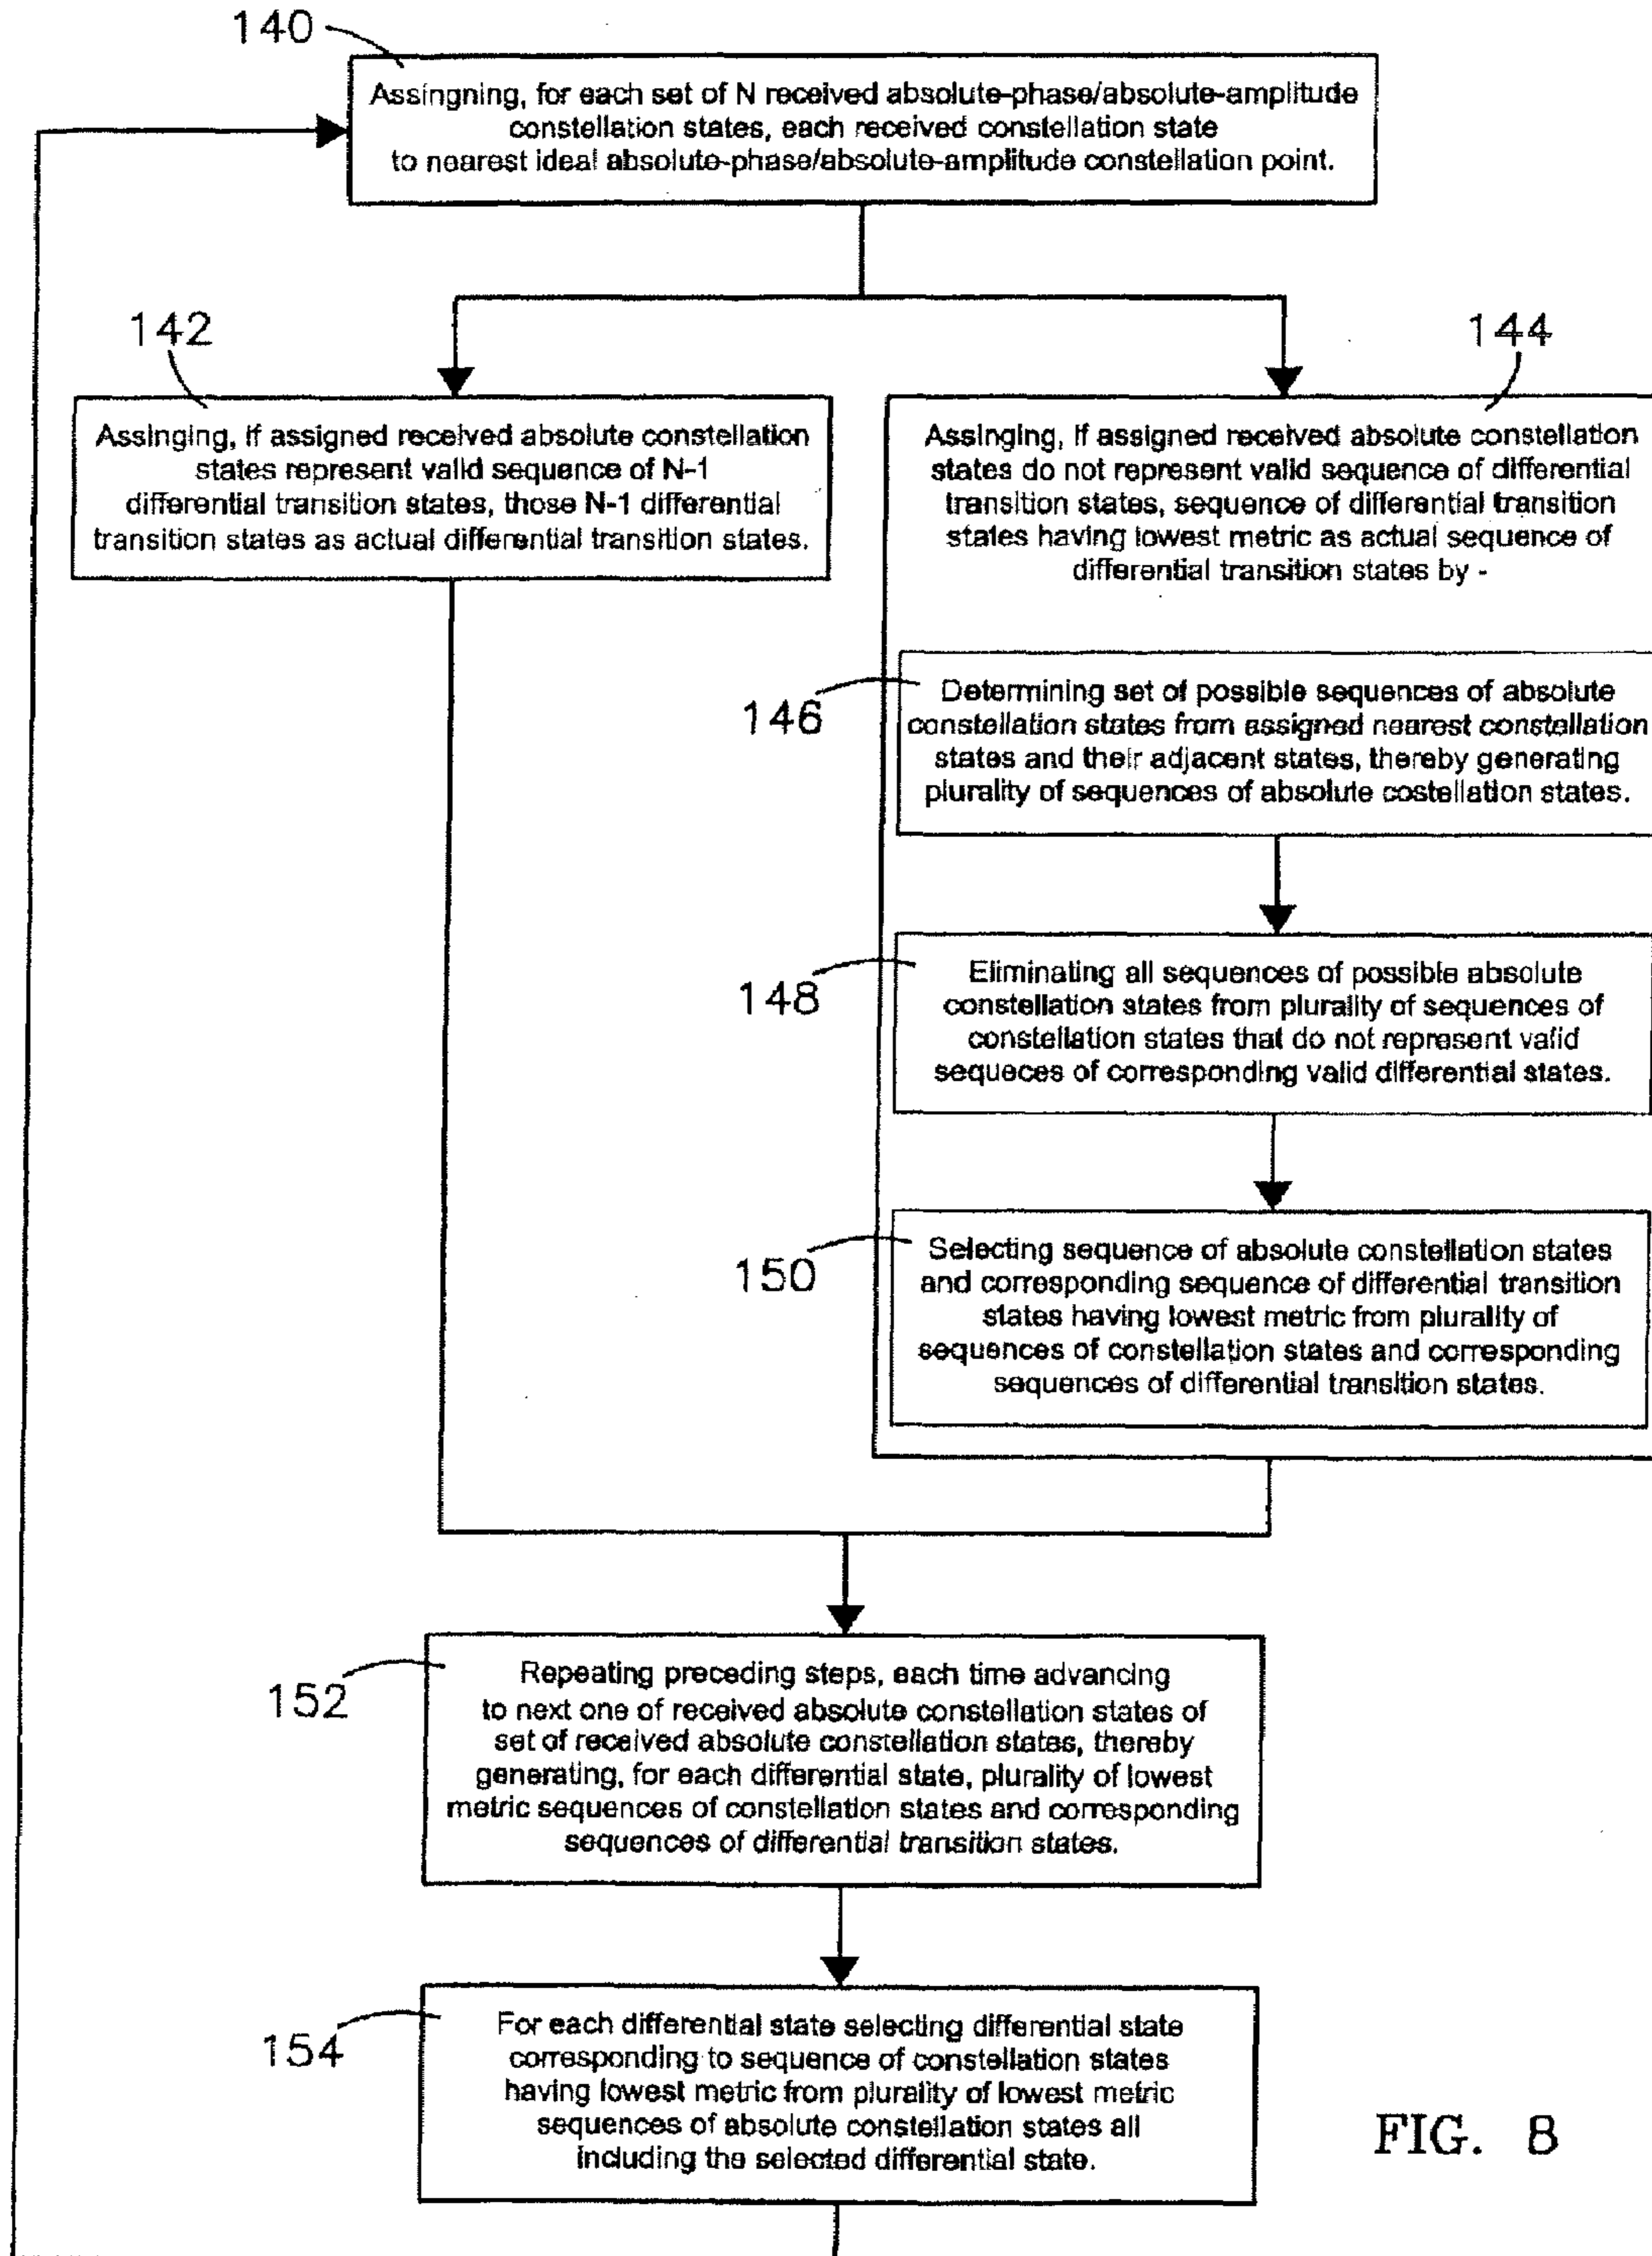 140
Assingning, for each set of N received absolute-phase/absolute-amplitude
constellation states, each received constellation state
to nearest ideal absolute-phase/absolute-amplitude constellation point.
142
Assinging, if assigned received absolute constellation
states represent valid sequence of N-1
differential transition states, those N-1 differential
transition states as actual differential transition states.
144
Assinging, if assigned received absolute constellation
states do not represent valid sequence of differential
transition states, sequence of differential transition
states having lowest metric as actual sequence of
differential transition states by -
146
Determining set of possible sequences of absolute
constellation states from assigned nearest constellation
states and their adjacent states, thereby generating
plurality of sequences of absolute costellation states.
148
Eliminating all sequences of possible absolute
constellation states from plurality of sequences of
constellation states that do not represent valid
sequeces of corresponding valid differential states.
150
Selecting sequence of absolute constellation states
and corresponding sequence of differential transition
states having lowest metric from plurality of
sequences of constellation states and corresponding
sequences of differential transition states.
152
Repeating preceding steps, each time advancing
to next one of received absolute constellation states of
set of received absolute constellation states, thereby
generating, for each differential state, plurality of lowest
metric sequences of constellation states and corresponding
sequences of differential transition states.
154
For each differential state selecting differential state
corresponding to sequence of constellation states
having lowest metric from plurality of lowest metric
sequences of absolute constellation states all
including the selected differential state.
FIG. 8